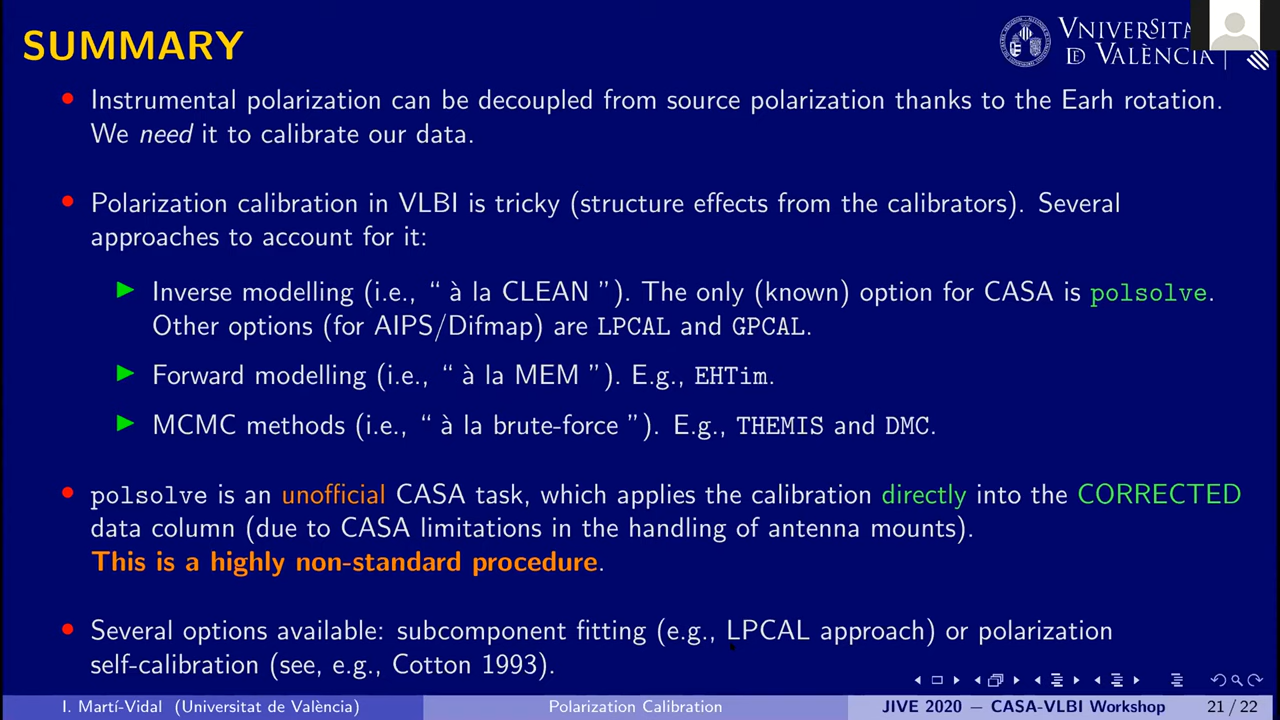 SUMMARY
VNIVERSITAT
DE VALÈNCIA
• Instrumental polarization can be decoupled from source polarization thanks to the Earh rotation.
We need it to calibrate our data.
• Polarization calibration in VLBI is tricky (structure effects from the calibrators). Several
approaches to account for it:
▶ Inverse modelling (i.e., “ à la CLEAN ”). The only (known) option for CASA is polsolve.
Other options (for AIPS/Difmap) are LPCAL and GPCAL.
▶ Forward modelling (i.e., “ à la MEM ”). E.g., EHTim.
▶ MCMC methods (i.e., “ à la brute-force ”). E.g., THEMIS and DMC.
• polsolve is an unofficial CASA task, which applies the calibration directly into the CORRECTED
data column (due to CASA limitations in the handling of antenna mounts).
This is a highly non-standard procedure.
• Several options available: subcomponent fitting (e.g., LPCAL approach) or polarization
self-calibration (see, e.g., Cotton 1993).
I. Martí-Vidal (Universitat de València) Polarization Calibration JIVE 2020 – CASA-VLBI Workshop 21 / 22